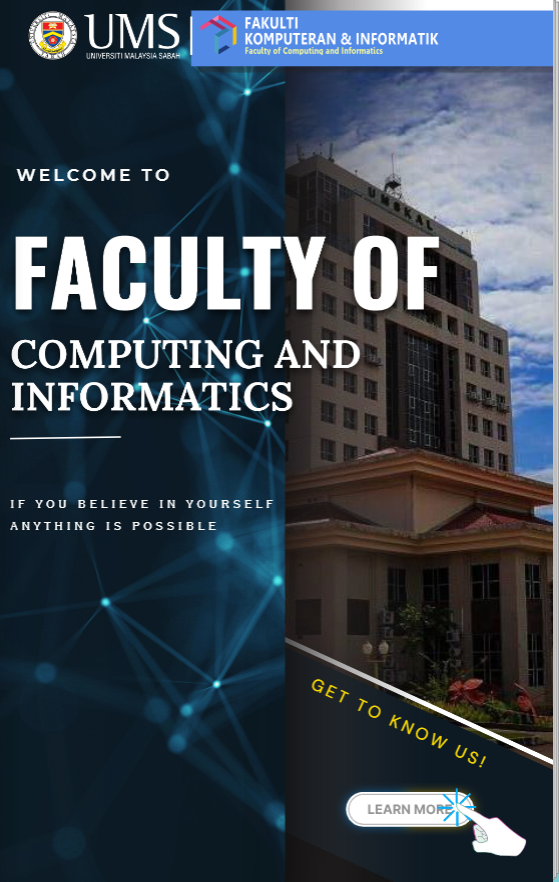 UMS
UNIVERSITI MALAYSIA SABAH
FAKULTI
KOMPUTERAN & INFORMATIK
Faculty of Computing and Informatics
WELCOME TO
UMSKAL
FACULTY OF
COMPUTING AND
INFORMATICS
IF YOU BELIEVE IN YOURSELF
ANYTHING IS POSSIBLE
GET TO KNOW US!
LEARN MORE